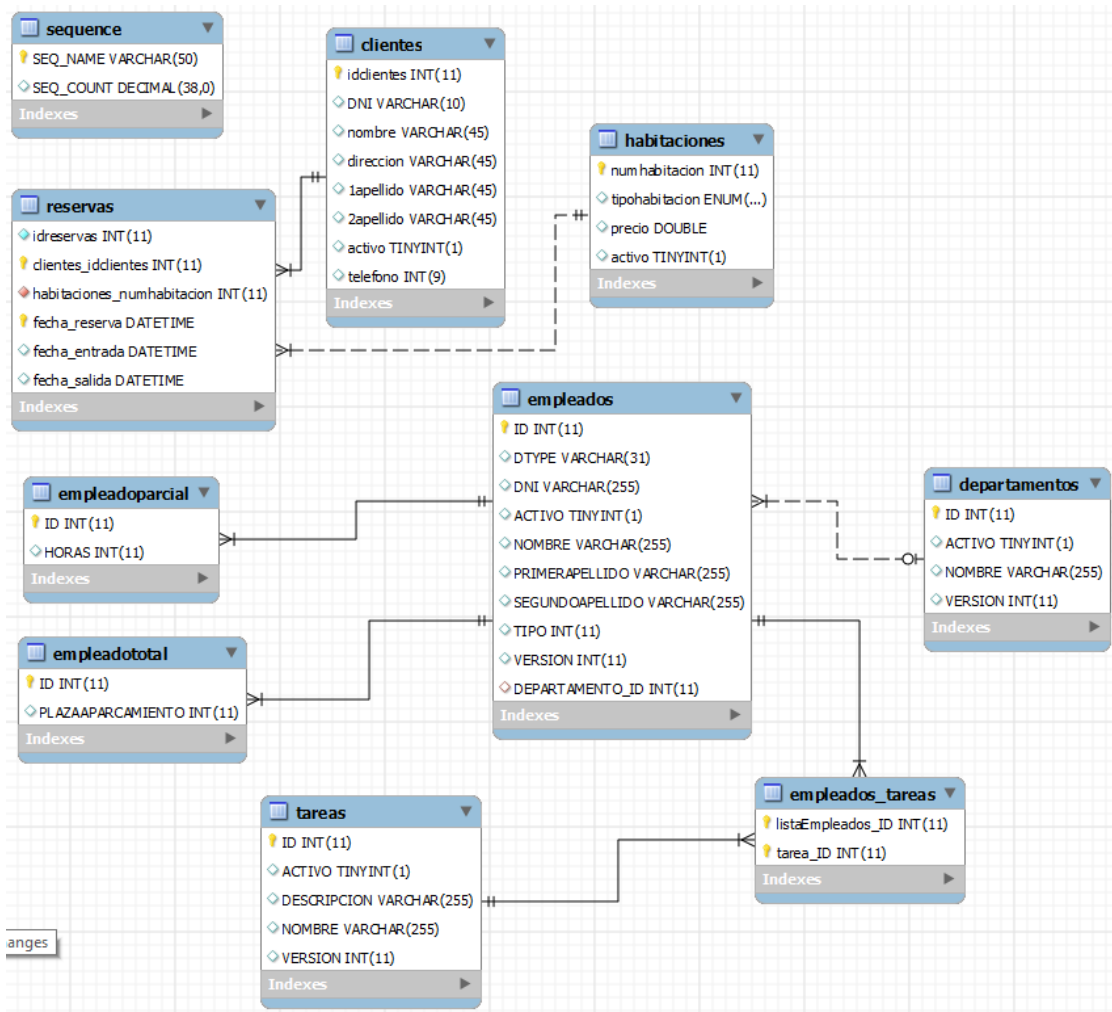 sequence
SEQ_NAME VARCHAR(50)
SEQ_COUNT DECIMAL(38,0)
Indexes
clientes
idclientes INT(11)
DNI VARCHAR(10)
nombre VARCHAR(45)
direccion VARCHAR(45)
1apellido VARCHAR(45)
2apellido VARCHAR(45)
activo TINYINT(1)
telefono INT(9)
Indexes
habitaciones
numhabitacion INT(11)
tipohabitacion ENUM(...)
precio DOUBLE
activo TINYINT(1)
Indexes
reservas
idreservas INT(11)
clientes_idclientes INT(11)
habitaciones_numhabitacion INT(11)
fecha_reserva DATETIME
fecha_entrada DATETIME
fecha_salida DATETIME
Indexes
empleados
ID INT(11)
DTYPE VARCHAR(31)
DNI VARCHAR(255)
ACTIVO TINYINT(1)
NOMBRE VARCHAR(255)
PRIMERAPELLIDO VARCHAR(255)
SEGUNDOAPELLIDO VARCHAR(255)
TIPO INT(11)
VERSION INT(11)
DEPARTAMENTO_ID INT(11)
Indexes
departamentos
ID INT(11)
ACTIVO TINYINT(1)
NOMBRE VARCHAR(255)
VERSION INT(11)
Indexes
empleadoparcial
ID INT(11)
HORAS INT(11)
Indexes
empleadototal
ID INT(11)
PLAZAAPARCAMIENTO INT(11)
Indexes
empleados_tareas
listaEmpleados_ID INT(11)
tarea_ID INT(11)
Indexes
tareas
ID INT(11)
ACTIVO TINYINT(1)
DESCRIPCION VARCHAR(255)
NOMBRE VARCHAR(255)
VERSION INT(11)
Indexes
anges